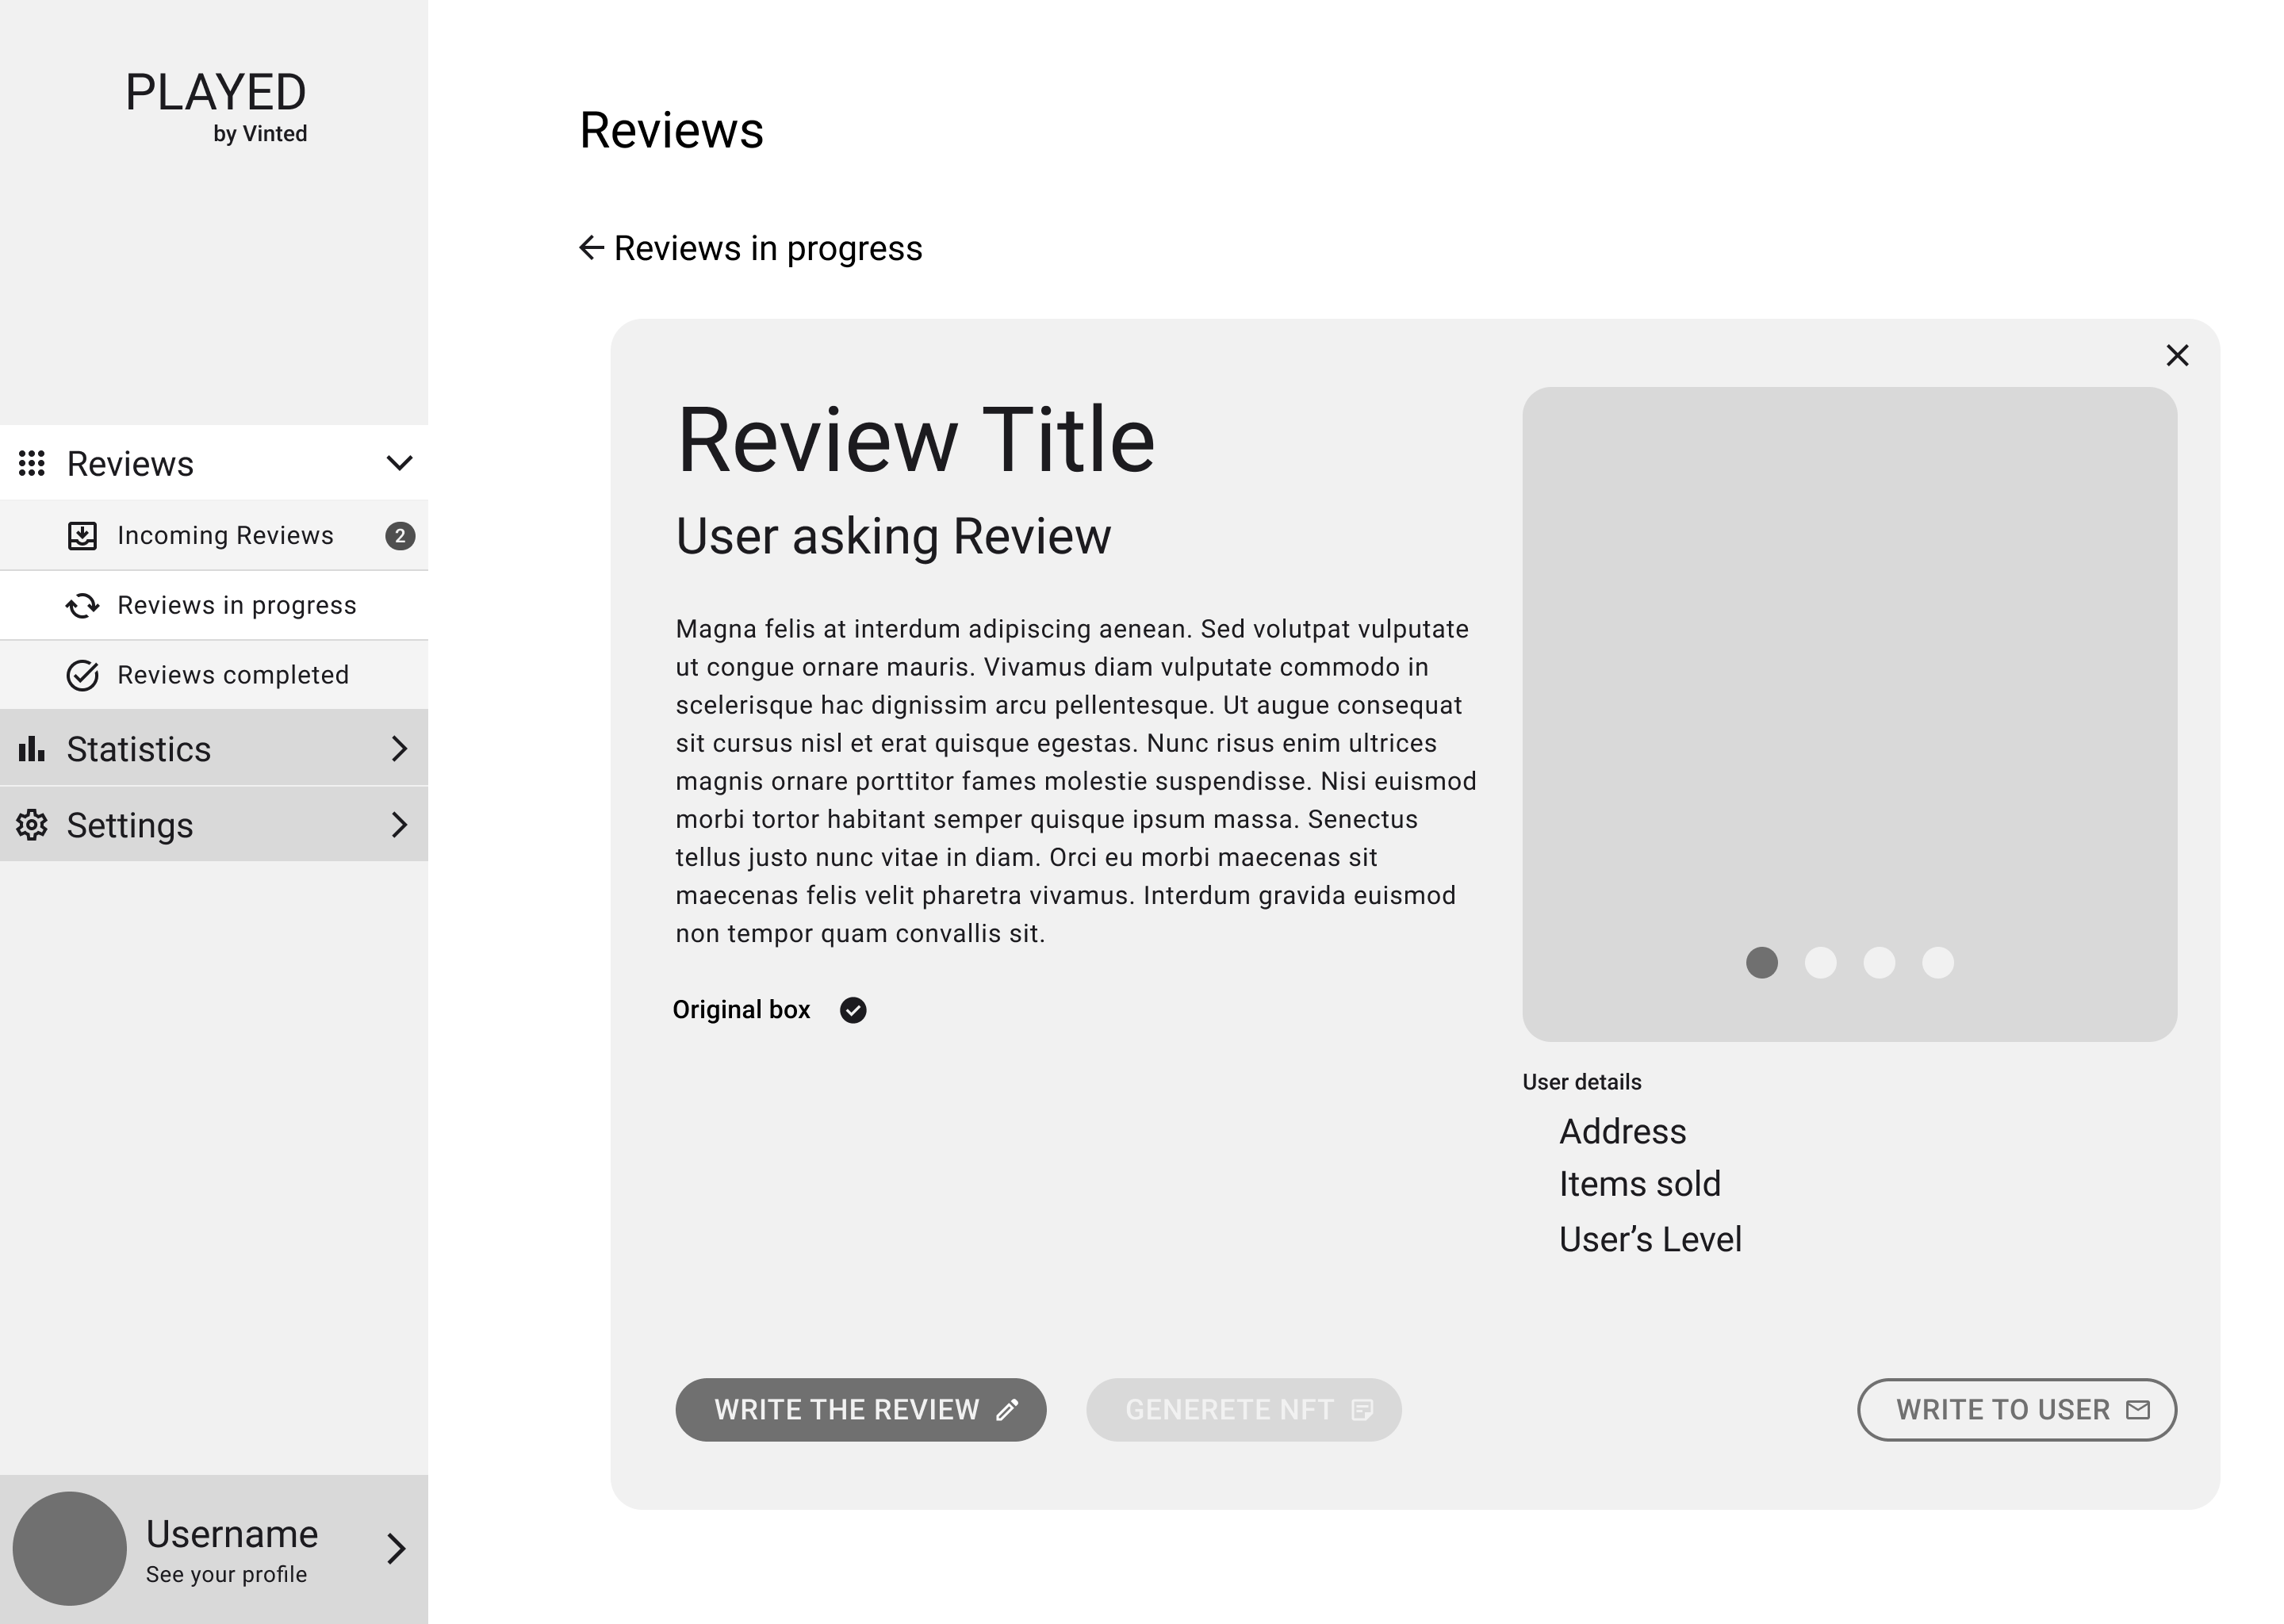 PLAYED
by Vinted
Reviews
Incoming Reviews 2
Reviews in progress
Reviews completed
Statistics
Settings
Username
See your profile
Reviews
Reviews in progress
Review Title
User asking Review
Magna felis at interdum adipiscing aenean. Sed volutpat vulputate
ut congue ornare mauris. Vivamus diam vulputate commodo in
scelerisque hac dignissim arcu pellentesque. Ut augue consequat
sit cursus nisl et erat quisque egestas. Nunc risus enim ultrices
magnis ornare porttitor fames molestie suspendisse. Nisi euismod
morbi tortor habitant semper quisque ipsum massa. Senectus
tellus justo nunc vitae in diam. Orci eu morbi maecenas sit
maecenas felis velit pharetra vivamus. Interdum gravida euismod
non tempor quam convallis sit.
Original box
User details
Address
Items sold
User’s Level
WRITE THE REVIEW
GENERETE NFT
WRITE TO USER